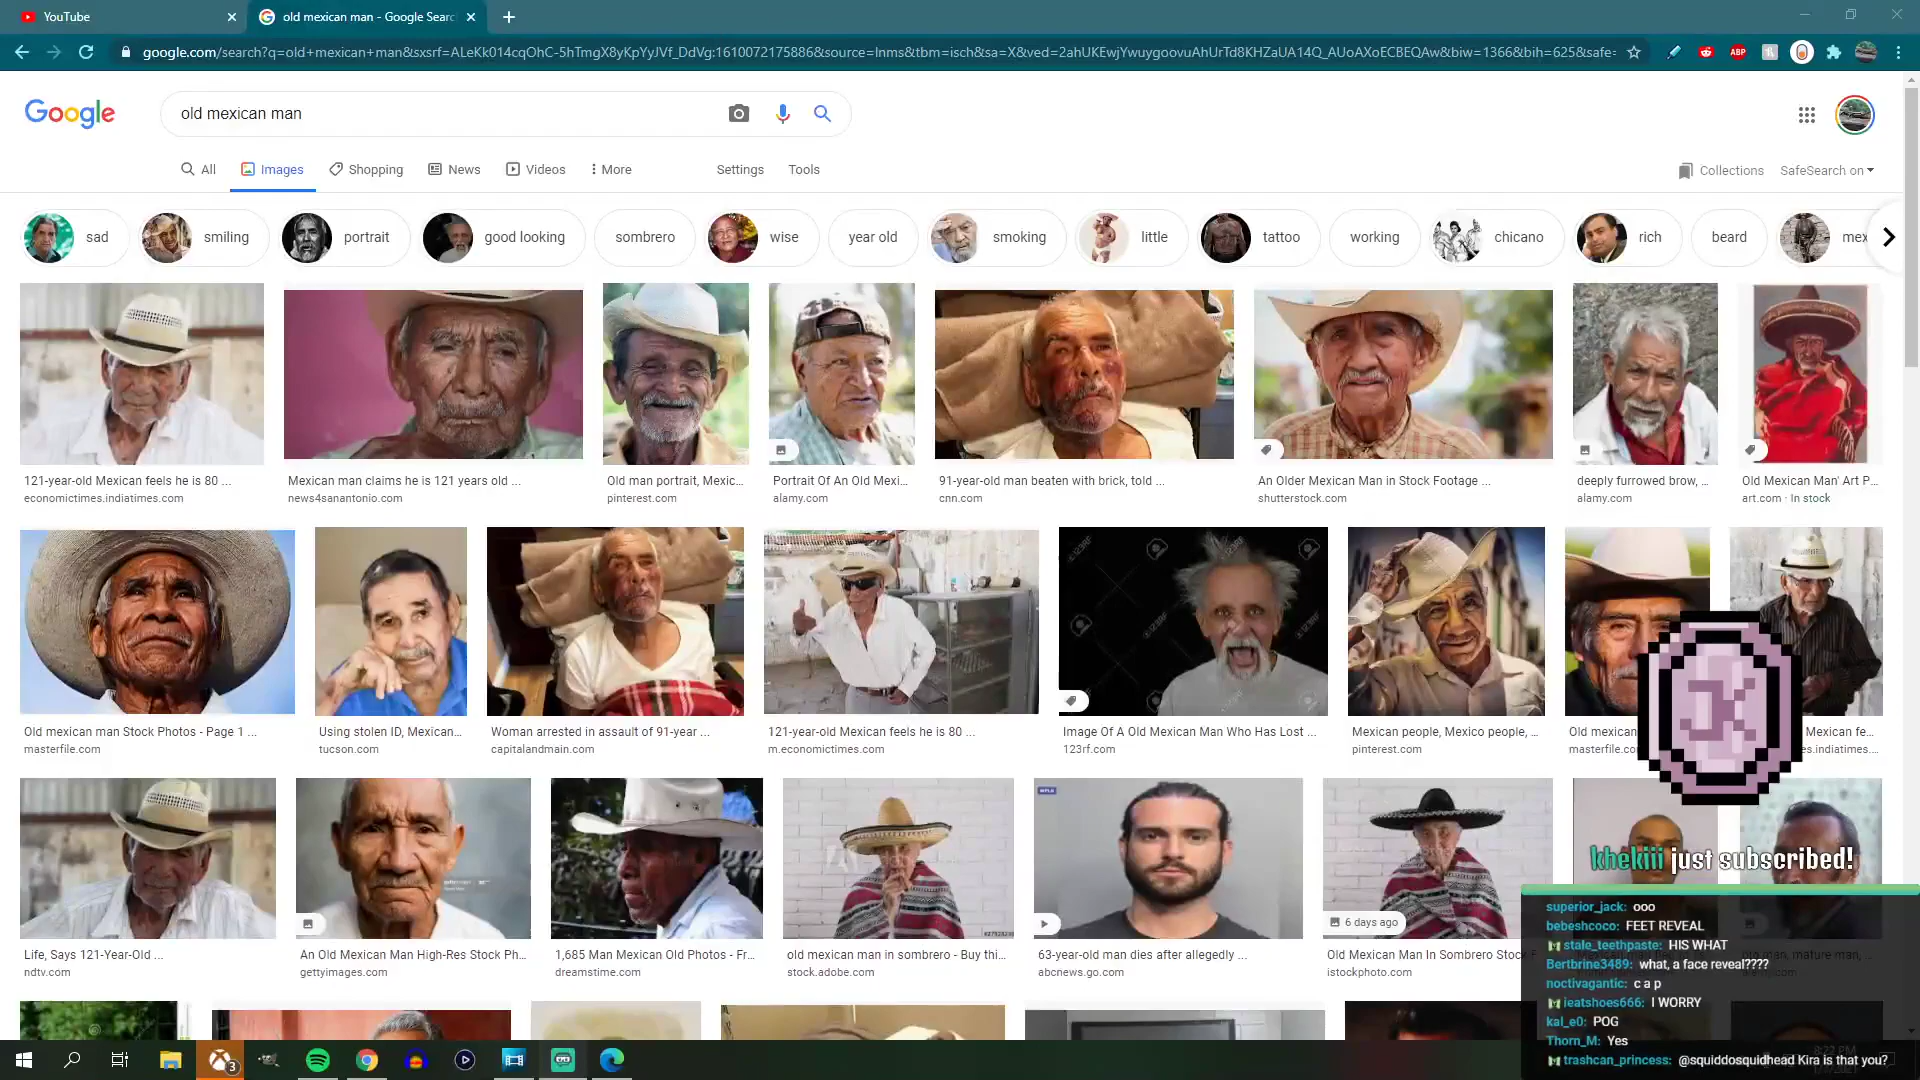 YouTube
old mexican man - Google Searc
google.com/search?q=old+mexican+man&sxsrf=ALeKk014cqOhC-5hTmgX8yKpYyJVf_DdVg:1610072175886&source=lnms&tbm=isch&sa=X&ved=2ahUKEwjYwuygoovuAhUrTd8KHZaUA14Q_AUoAXoECBEQAw&biw=1366&bih=625&safe=
ABP
Google
old mexican man
All Images Shopping News Videos More Settings Tools
Collections SafeSearch on
sad smiling portrait good looking sombrero wise year old smoking little tattoo working chicano rich beard mex
121-year-old Mexican feels he is 80 ... Mexican man claims he is 121 years old ... Old man portrait, Mexic... Portrait Of An Old Mexi... 91-year-old man beaten with brick, told ... An Older Mexican Man in Stock Footage ... deeply furrowed brow, ... Old Mexican Man' Art P...
economictimes.indiatimes.com news4sanantonio.com pinterest.com alamy.com cnn.com shutterstock.com alamy.com art.com · In stock
Old mexican man Stock Photos - Page 1 ... Using stolen ID, Mexican... Woman arrested in assault of 91-year ... 121-year-old Mexican feels he is 80 ... Image Of A Old Mexican Man Who Has Lost ... Mexican people, Mexico people, ... Old mexican m Mexican fe...
masterfile.com tucson.com capitalandmain.com m.economictimes.com 123rf.com pinterest.com masterfile.co es.indiatimes....
JK
WPLG
6 days ago
Life, Says 121-Year-Old ... An Old Mexican Man High-Res Stock Ph... 1,685 Man Mexican Old Photos - Fr... old mexican man in sombrero - Buy thi... 63-year-old man dies after allegedly ... Old Mexican Man In Sombrero Stock
ndtv.com gettyimages.com dreamstime.com stock.adobe.com abcnews.go.com istockphoto.com
khekiii just subscribed!
superior_jack: ooo
bebeshcoco: FEET REVEAL
stale_teethpaste: HIS WHAT
Bertbrine3489: what, a face reveal????
noctivagantic: c a p
ieatshoes666: I WORRY
kal_e0: POG
Thorn_M: Yes
trashcan_princess: @squiddosquidhead Kira is that you?
3